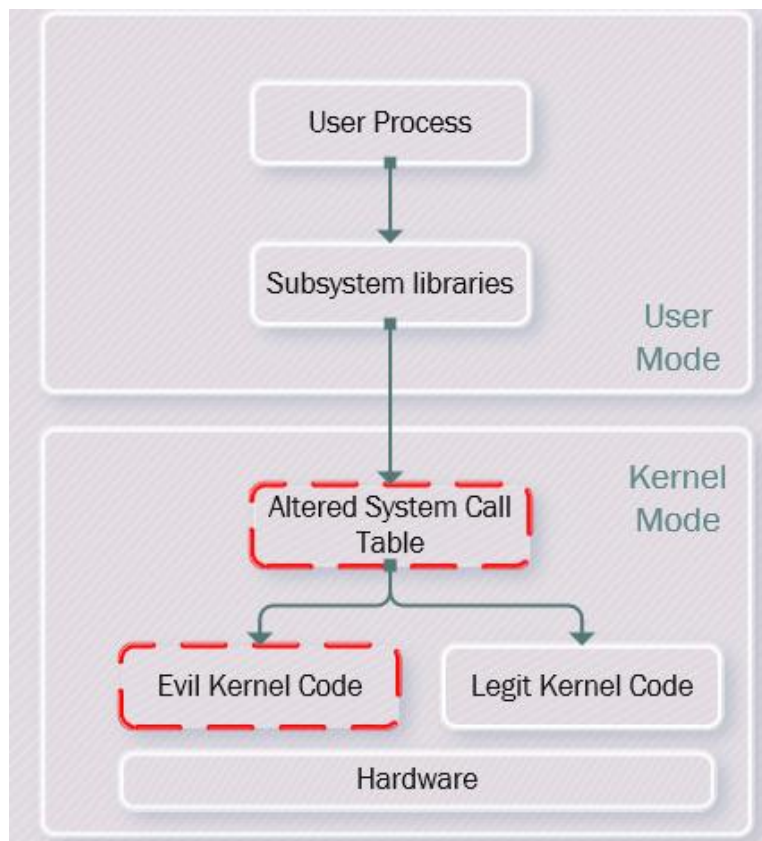 User Process
Subsystem libraries
User
Mode
Kernel
Mode
Altered System Call
Table
Evil Kernel Code
Legit Kernel Code
Hardware